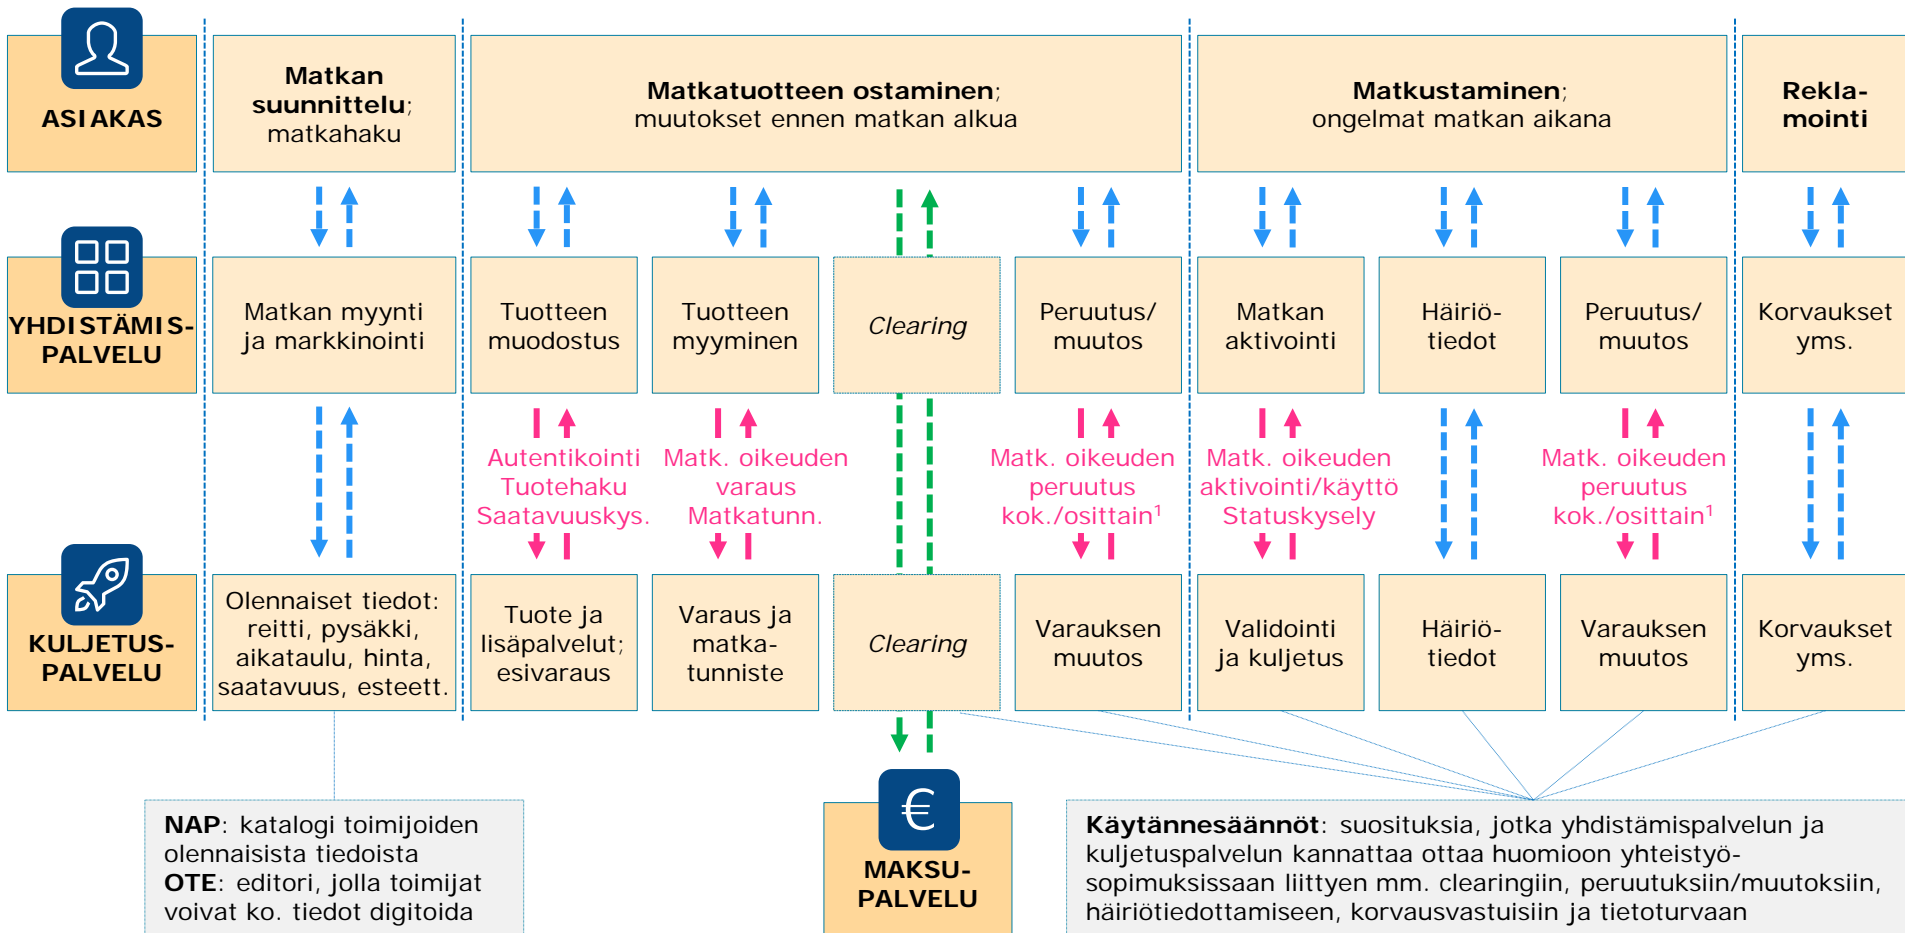 ASIAKAS
Matkan
suunnittelu;
matkahaku
Matkatuotteen ostaminen;
muutokset ennen matkan alkua
Matkustaminen;
ongelmat matkan aikana
Rekla-
mointi
YHDISTÄMIS-
PALVELU
Matkan myynti
ja markkinointi
Tuotteen
muodostus
Tuotteen
myyminen
Clearing
Peruutus/
muutos
Matkan
aktivointi
Häiriö-
tiedot
Peruutus/
muutos
Korvaukset
yms.
Autentikointi
Tuotehaku
Saatavuuskys.
Matk. oikeuden
varaus
Matkatunn.
Matk. oikeuden
peruutus
kok./osittain¹
Matk. oikeuden
aktivointi/käyttö
Statuskysely
Matk. oikeuden
peruutus
kok./osittain¹
KULJETUS-
PALVELU
Olennaiset tiedot:
reitti, pysäkki,
aikataulu, hinta,
saatavuus, esteett.
Tuote ja
lisäpalvelut;
esivaraus
Varaus ja
matka-
tunniste
Clearing
Varauksen
muutos
Validointi
ja kuljetus
Häiriö-
tiedot
Varauksen
muutos
Korvaukset
yms.
NAP: katalogi toimijoiden
olennaisista tiedoista
OTE: editori, jolla toimijat
voivat ko. tiedot digitoida
€
MAKSU-
PALVELU
Käytännesäännöt: suosituksia, jotka yhdistämispalvelun ja
kuljetuspalvelun kannattaa ottaa huomioon yhteistyö-
sopimuksissaan liittyen mm. clearingiin, peruutuksiin/muutoksiin,
häiriötiedottamiseen, korvausvastuisiin ja tietoturvaan